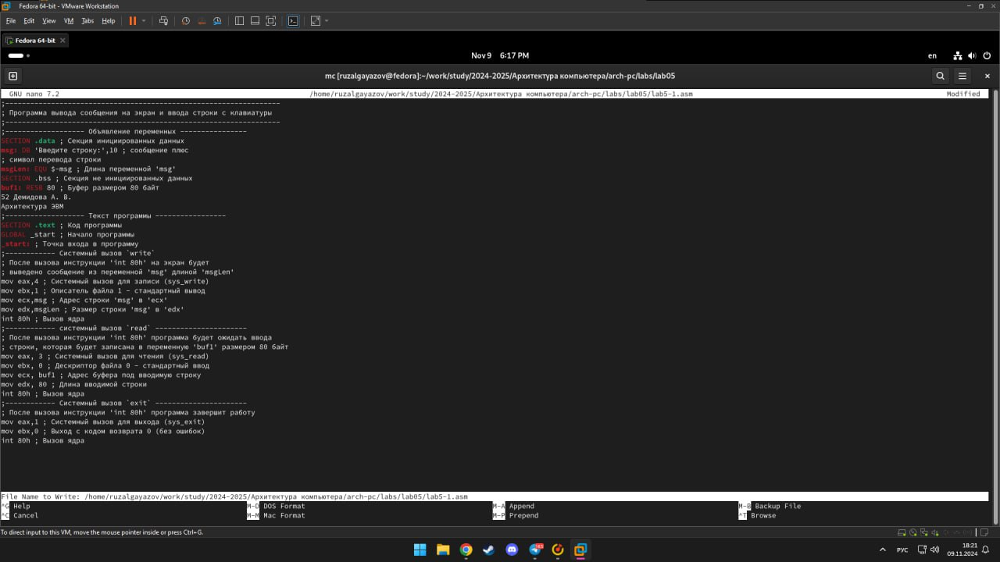 Fedora 64-bit - VMware Workstation
File Edit View VM Tabs Help
Fedora 64-bit
Nov 9 6:17 PM
en
mc [ruzalgayazov@fedora]:~/work/study/2024-2025/Архитектура компьютера/arch-pc/labs/lab05
GNU nano 7.2 /home/ruzalgayazov/work/study/2024-2025/Архитектура компьютера/arch-pc/labs/lab05/lab5-1.asm Modified
;------------------------------------------------------------------
; Программа вывода сообщения на экран и ввода строки с клавиатуры
;------------------------------------------------------------------
;------------------- Объявление переменных ----------------
SECTION .data ; Секция инициированных данных
msg: DB 'Введите строку:',10 ; сообщение плюс
; символ перевода строки
msgLen: EQU $-msg ; Длина переменной 'msg'
SECTION .bss ; Секция не инициированных данных
buf1: RESB 80 ; Буфер размером 80 байт
52 Демидова А. В.
Архитектура ЭВМ
;------------------- Текст программы -----------------
SECTION .text ; Код программы
GLOBAL _start ; Начало программы
_start: ; Точка входа в программу
;------------ Системный вызов `write`
; После вызова инструкции 'int 80h' на экран будет
; выведено сообщение из переменной 'msg' длиной 'msgLen'
mov eax,4 ; Системный вызов для записи (sys_write)
mov ebx,1 ; Описатель файла 1 - стандартный вывод
mov ecx,msg ; Адрес строки 'msg' в 'ecx'
mov edx,msgLen ; Размер строки 'msg' в 'edx'
int 80h ; Вызов ядра
;------------ системный вызов `read` ----------------------
; После вызова инструкции 'int 80h' программа будет ожидать ввода
; строки, которая будет записана в переменную 'buf1' размером 80 байт
mov eax, 3 ; Системный вызов для чтения (sys_read)
mov ebx, 0 ; Дескриптор файла 0 - стандартный ввод
mov ecx, buf1 ; Адрес буфера под вводимую строку
mov edx, 80 ; Длина вводимой строки
int 80h ; Вызов ядра
;------------ Системный вызов `exit` ----------------------
; После вызова инструкции 'int 80h' программа завершит работу
mov eax,1 ; Системный вызов для выхода (sys_exit)
mov ebx,0 ; Выход с кодом возврата 0 (без ошибок)
int 80h ; Вызов ядра
File Name to Write: /home/ruzalgayazov/work/study/2024-2025/Архитектура компьютера/arch-pc/labs/lab05/lab5-1.asm
^G Help M-D DOS Format M-A Append M-B Backup File
^C Cancel M-M Mac Format M-P Prepend ^T Browse
To direct input to this VM, move the mouse pointer inside or press Ctrl+G.
РУС
18:21
09.11.2024